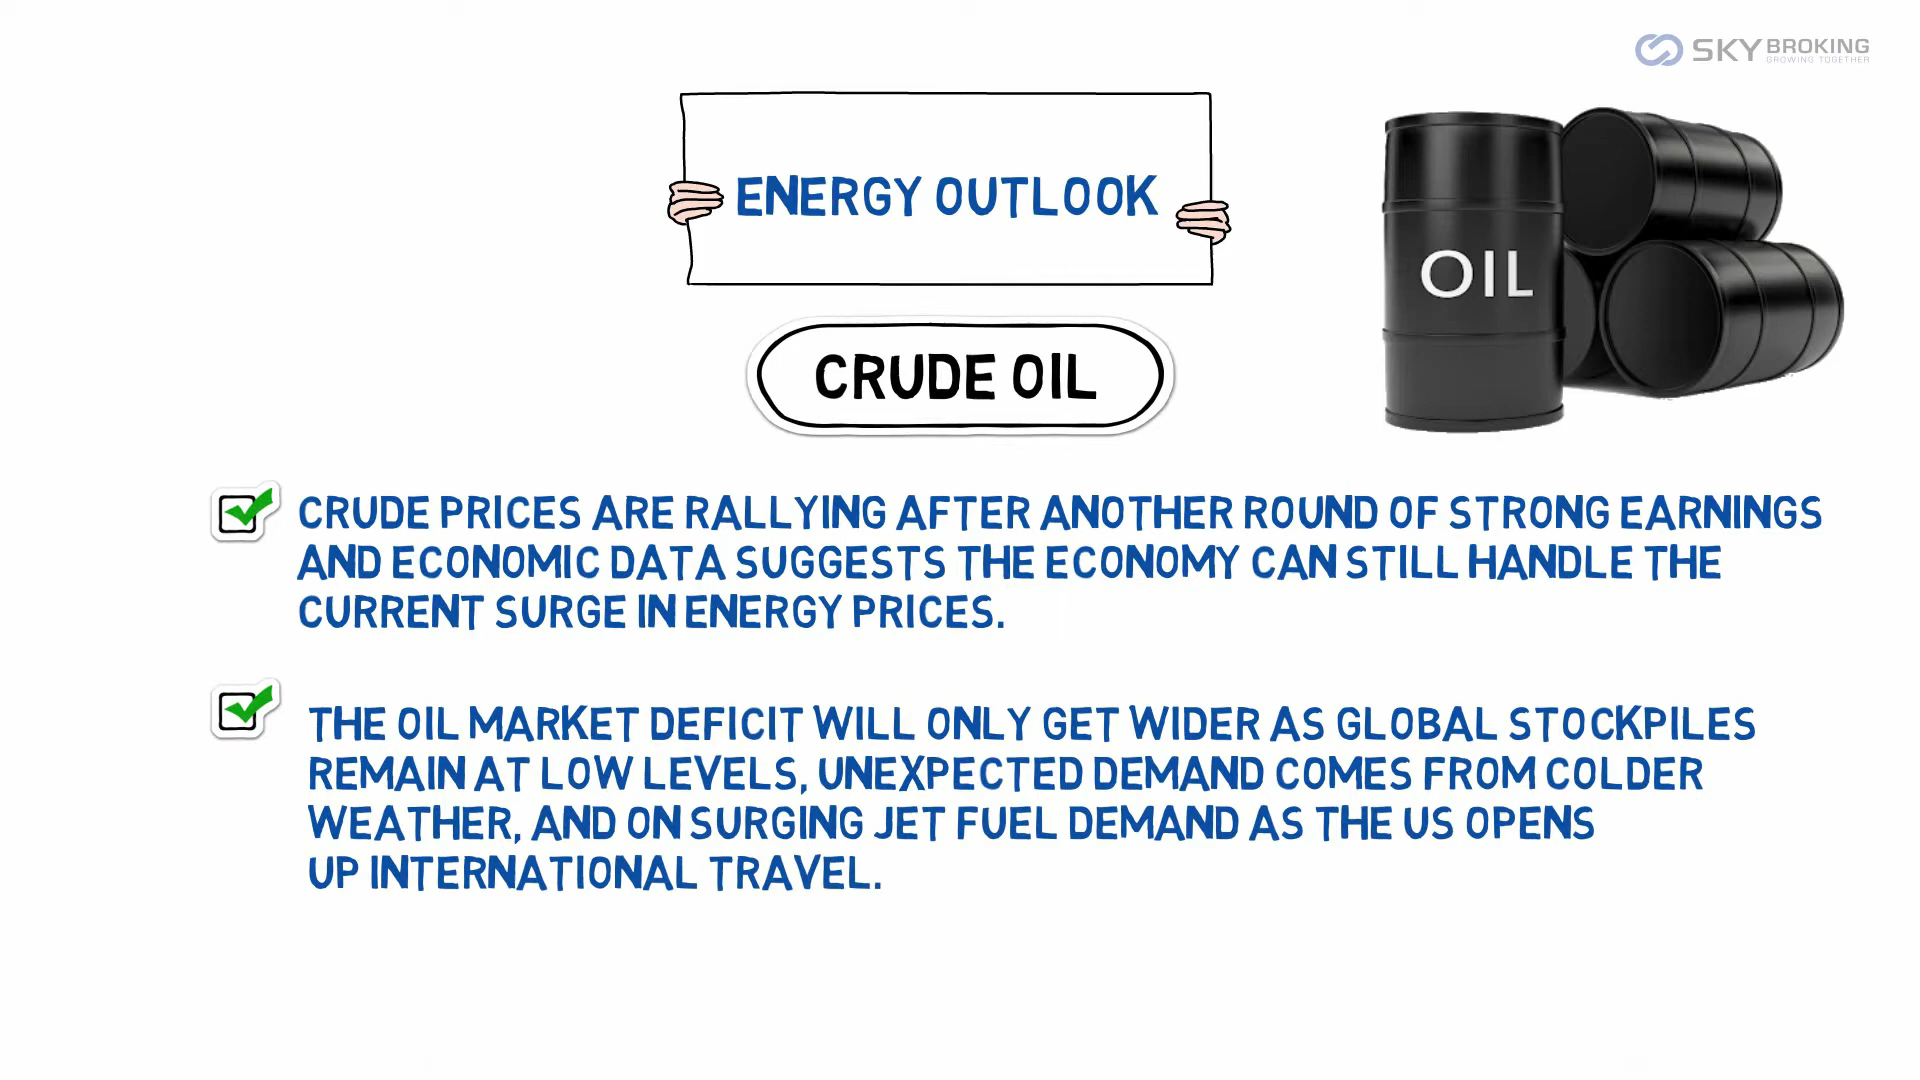 SKY BROKING
GROWING TOGETHER
ENERGY OUTLOOK
OIL
CRUDE OIL
CRUDE PRICES ARE RALLYING AFTER ANOTHER ROUND OF STRONG EARNINGS
AND ECONOMIC DATA SUGGESTS THE ECONOMY CAN STILL HANDLE THE
CURRENT SURGE IN ENERGY PRICES.
THE OIL MARKET DEFICIT WILL ONLY GET WIDER AS GLOBAL STOCKPILES
REMAIN AT LOW LEVELS, UNEXPECTED DEMAND COMES FROM COLDER
WEATHER, AND ON SURGING JET FUEL DEMAND AS THE US OPENS
UP INTERNATIONAL TRAVEL.